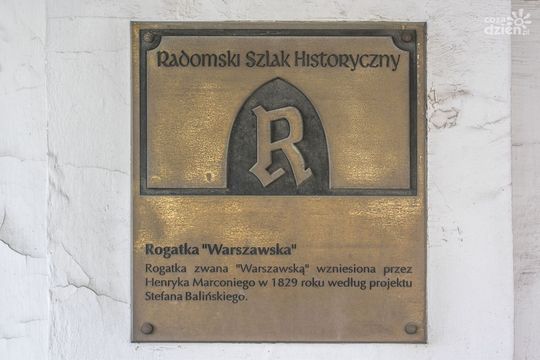 cozadzień.pl
Radomski Szlak Historyczny
R
Rogatka "Warszawska"
Rogatka zwana "Warszawską" wzniesiona przez
Henryka Marconiego w 1829 roku według projektu
Stefana Balińskiego.